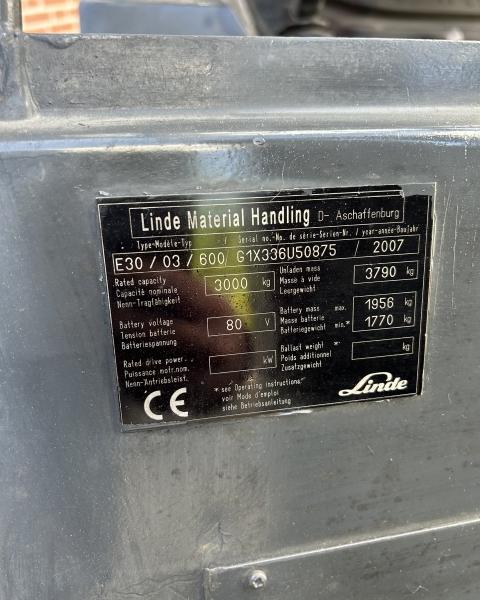 Linde Material Handling D-. Aschaffenburg
Type-Modèle-Typ / Serial no.-No. de série-Serien-Nr. / year-année-Baujahr
E30 / 03 / 600 / G1X336U50875 / 2007
Rated capacity
Capacité nominale
Nenn-Tragfähigkeit
3000 kg
Unladen mass
Masse à vide
Leergewicht
3790 kg
Battery voltage
Tension batterie
Batteriespannung
80 V
Battery mass max. 1956 kg
Masse batterie
Batteriegewicht min.* 1770 kg
Rated drive power
Puissance mot.nom.
Nenn-Antriebsleist.
kW
Ballast weight *
Poids additionnel
Zusatzgewicht
kg
* see Operating instructions
voir Mode d'emploi
siehe Betriebsanleitung
CE
Linde